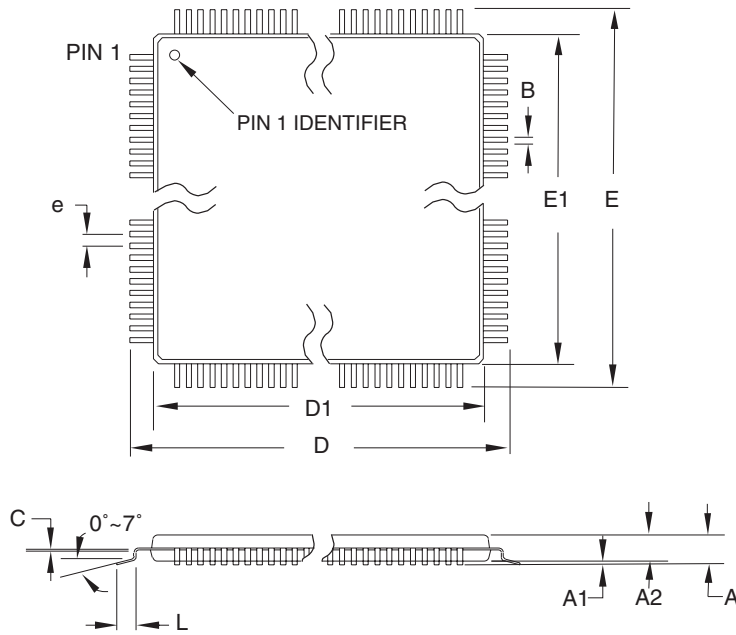 PIN 1
B
PIN 1 IDENTIFIER
e
E1
E
D1
D
C
0˚~7˚
A1
A2
A
L